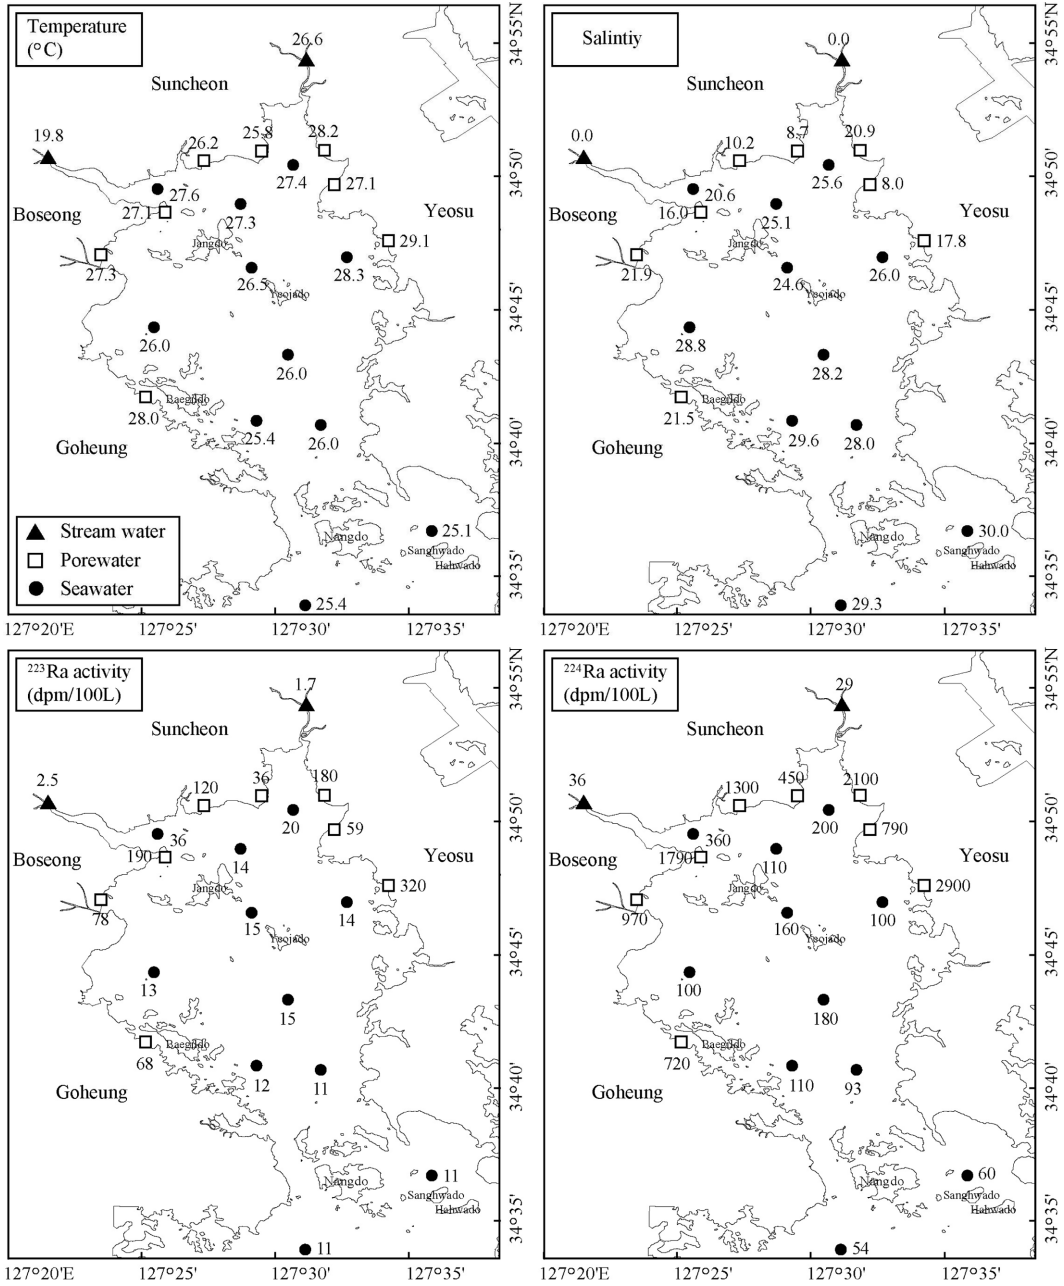 Temperature
(°C)
26.6
Suncheon
19.8
26.2
25.8
28.2
27.4
27.6
27.1
27.1
Boseong
27.3
Yeosu
Jangdo
29.1
27.3
26.5
28.3
Yeojado
26.0
26.0
Baegildo
28.0
25.4
26.0
Goheung
Stream water
Porewater
Seawater
Nangdo
25.1
Sanghwado
Hahwado
25.4
127°20'E
127°25'
127°30'
127°35'
34°55'N
34°50'
34°45'
34°40'
34°35'
Salintiy
0.0
Suncheon
0.0
10.2
8.7
20.9
25.6
20.6
8.0
16.0
Boseong
25.1
Yeosu
Jangdo
17.8
21.9
24.6
26.0
Yeojado
28.8
28.2
Baegildo
21.5
29.6
28.0
Goheung
Nangdo
30.0
Sanghwado
Hahwado
29.3
127°20'E
127°25'
127°30'
127°35'
34°55'N
34°50'
34°45'
34°40'
34°35'
223Ra activity
(dpm/100L)
1.7
Suncheon
2.5
120
36
180
20
36
59
190
Boseong
14
Yeosu
Jangdo
320
78
15
14
Yeojado
13
15
Baegildo
68
12
11
Goheung
Nangdo
11
Sanghwado
Hahwado
11
127°20'E
127°25'
127°30'
127°35'
34°55'N
34°50'
34°45'
34°40'
34°35'
224Ra activity
(dpm/100L)
29
Suncheon
36
1300
450
2100
200
360
790
1790
Boseong
110
Yeosu
Jangdo
2900
970
160
100
Yeojado
100
180
Baegildo
720
110
93
Goheung
Nangdo
60
Sanghwado
Hahwado
54
127°20'E
127°25'
127°30'
127°35'
34°55'N
34°50'
34°45'
34°40'
34°35'